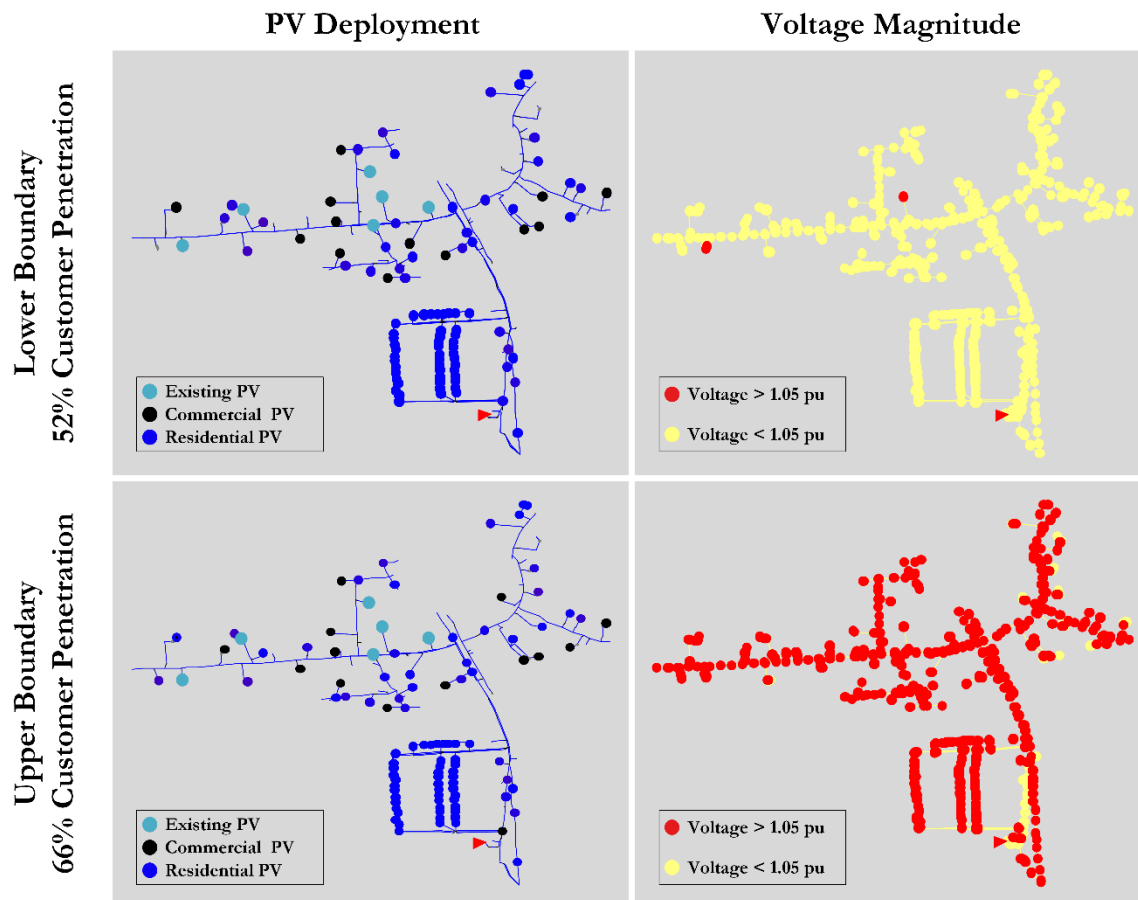 PV Deployment
Voltage Magnitude
Lower Boundary
52% Customer Penetration
Existing PV
Commercial PV
Residential PV
Voltage > 1.05 pu
Voltage < 1.05 pu
Upper Boundary
66% Customer Penetration
Existing PV
Commercial PV
Residential PV
Voltage > 1.05 pu
Voltage < 1.05 pu